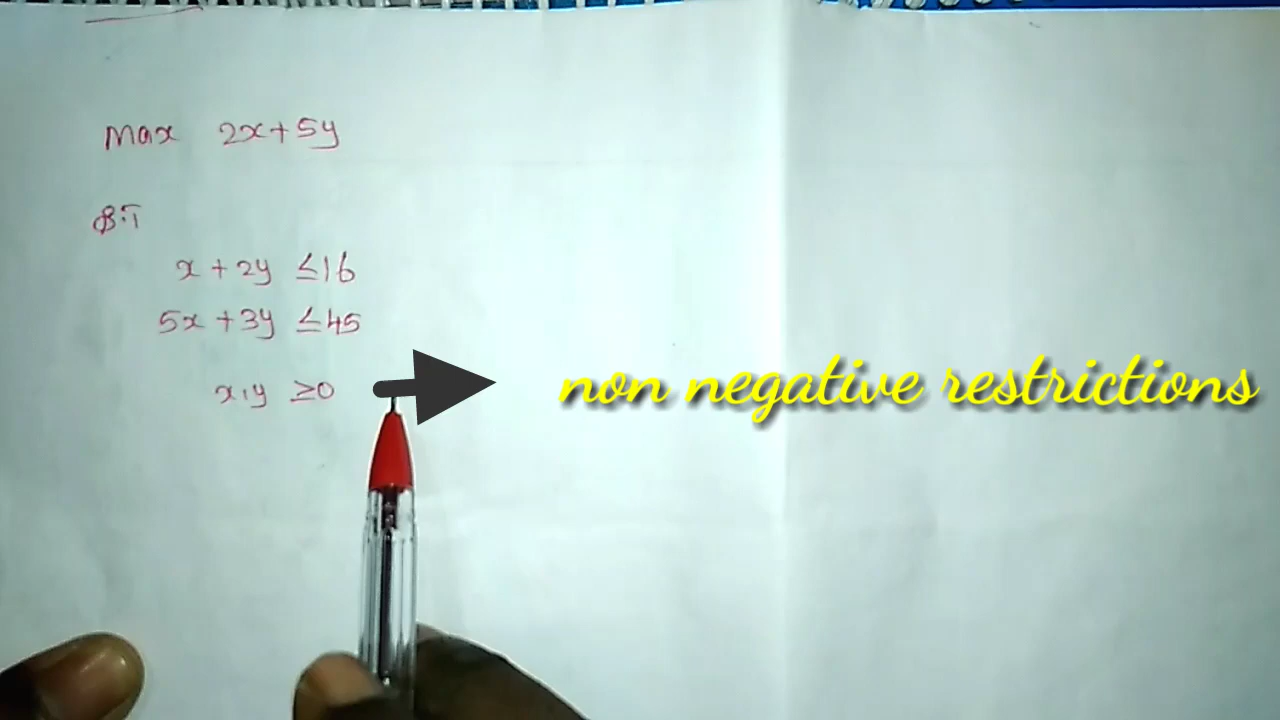 Max 2x+5y
S.T
x + 2y ≤16
5x +3y ≤45
x,y ≥0
non negative restrictions